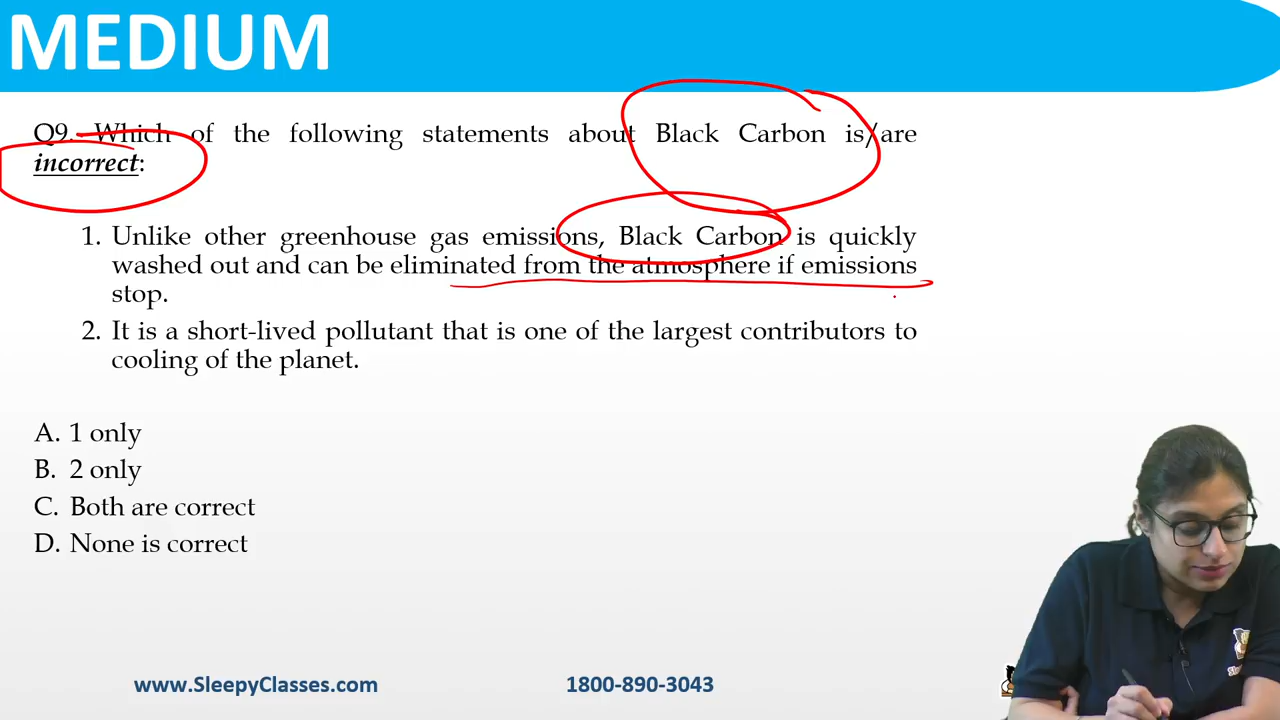 MEDIUM
Q9. Which of the following statements about Black Carbon is/are
incorrect:
1. Unlike other greenhouse gas emissions, Black Carbon is quickly
washed out and can be eliminated from the atmosphere if emissions
stop.
2. It is a short-lived pollutant that is one of the largest contributors to
cooling of the planet.
A. 1 only
B. 2 only
C. Both are correct
D. None is correct
www.SleepyClasses.com
1800-890-3043